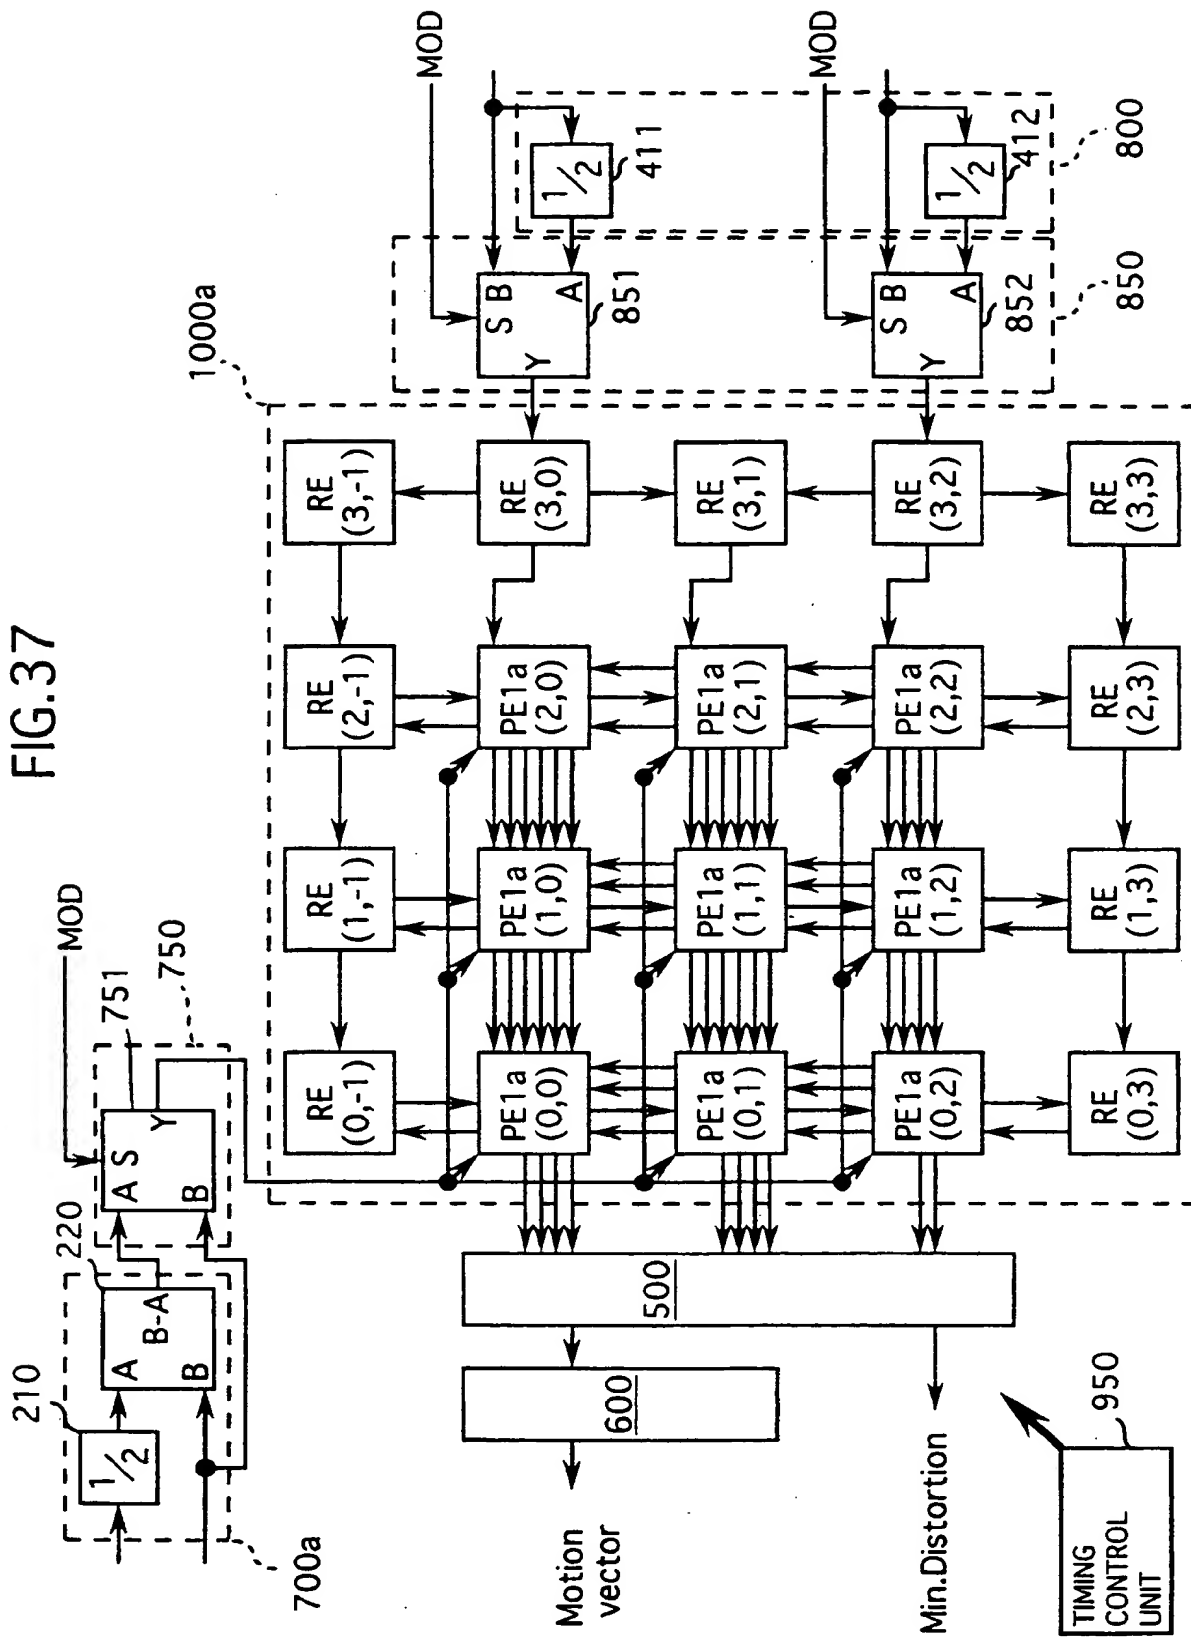 FIG.37
210
220
751
750
MOD
1/2
A
B-A
B
A S
Y
B
700a
1000a
MOD
MOD
RE
(0,-1)
RE
(1,-1)
RE
(2,-1)
RE
(3,-1)
PE1a
(0,0)
PE1a
(1,0)
PE1a
(2,0)
RE
(3,0)
S B
Y
A
851
1/2
411
PE1a
(0,1)
PE1a
(1,1)
PE1a
(2,1)
RE
(3,1)
PE1a
(0,2)
PE1a
(1,2)
PE1a
(2,2)
RE
(3,2)
S B
Y
A
852
1/2
412
RE
(0,3)
RE
(1,3)
RE
(2,3)
RE
(3,3)
850
800
500
600
Motion
vector
Min.Distortion
950
TIMING
CONTROL
UNIT